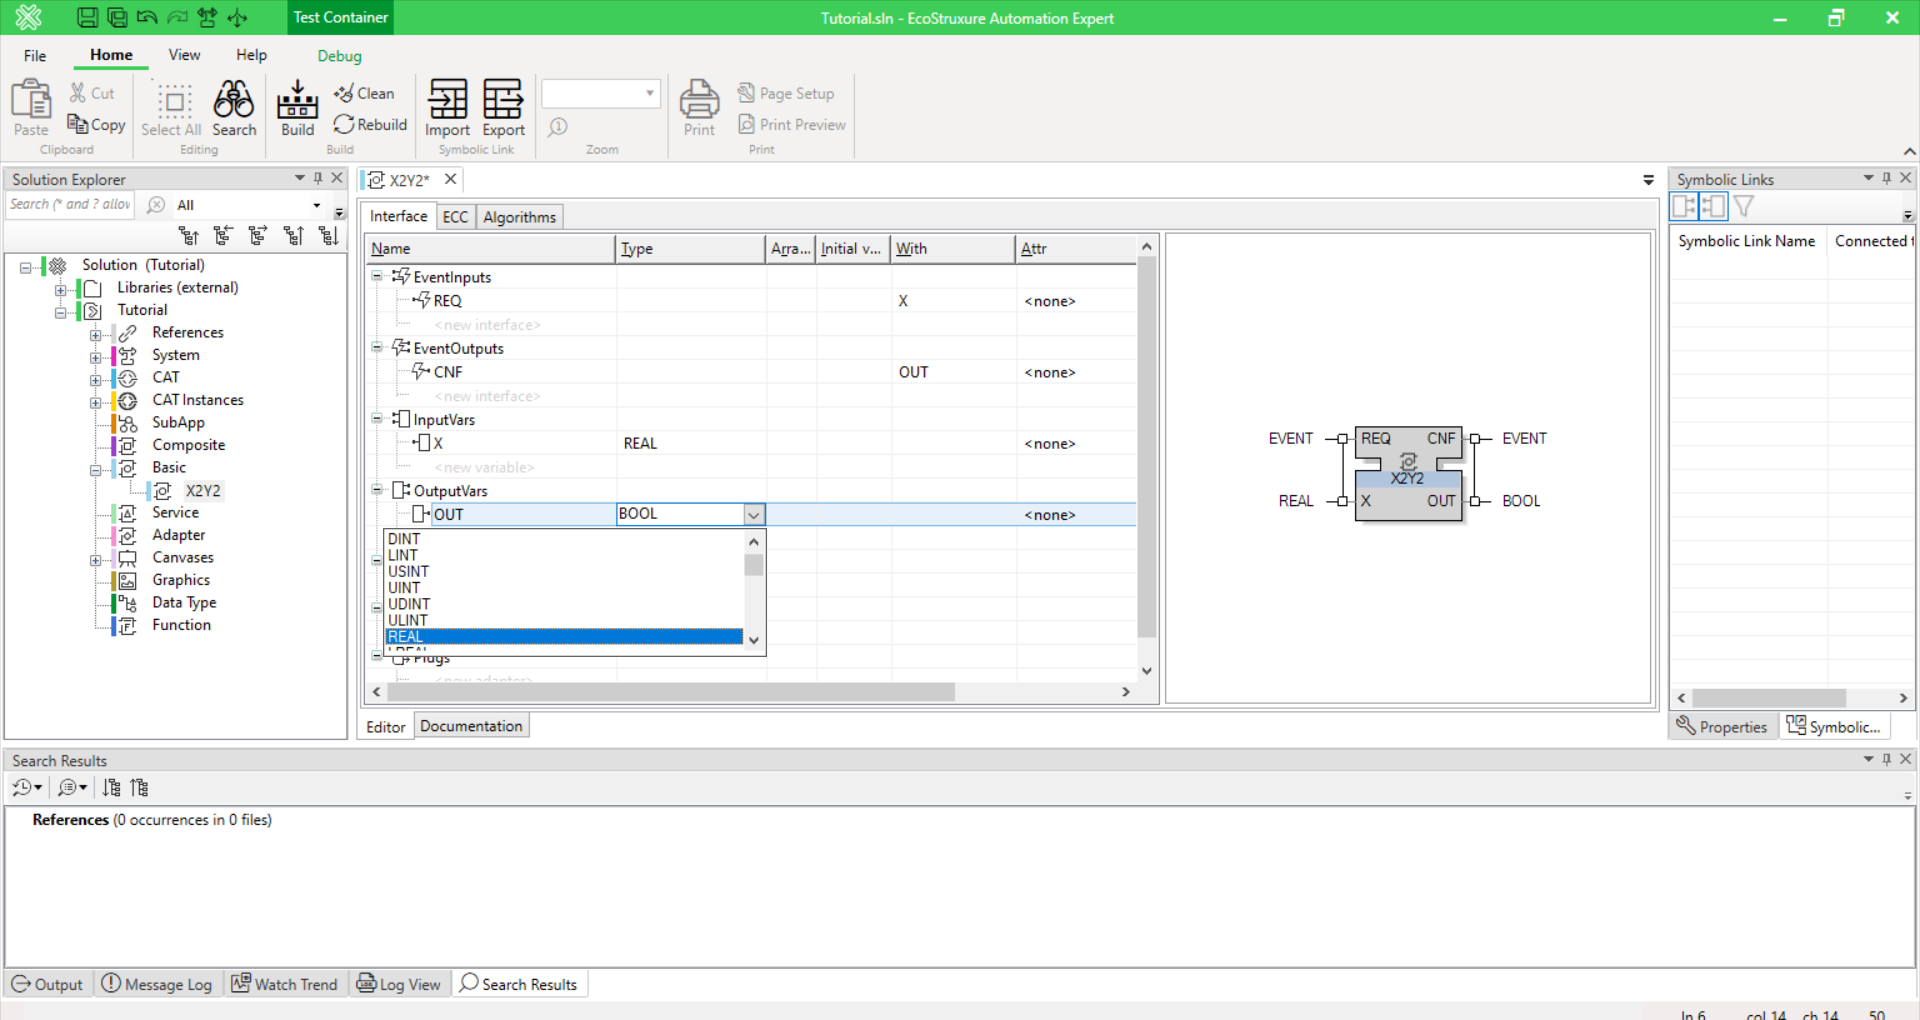 Test Container
Tutorial.sln - EcoStruxure Automation Expert
File
Home
View
Help
Debug
Paste
Cut
Copy
Clipboard
Select All
Search
Editing
Build
Clean
Rebuild
Build
Import
Export
Symbolic Link
Zoom
Print
Page Setup
Print Preview
Print
Solution Explorer
Search (* and ? allov
All
Solution (Tutorial)
Libraries (external)
Tutorial
References
System
CAT
CAT Instances
SubApp
Composite
Basic
X2Y2
Service
Adapter
Canvases
Graphics
Data Type
Function
X2Y2*
Interface
ECC
Algorithms
Name Type Arra... Initial v... With Attr
EventInputs
REQ X <none>
<new interface>
EventOutputs
CNF OUT <none>
<new interface>
InputVars
X REAL <none>
<new variable>
OutputVars
OUT BOOL <none>
DINT
LINT
USINT
UINT
UDINT
ULINT
REAL
LREAL
Plugs
<new adapter>
Editor
Documentation
EVENT REQ CNF EVENT
X2Y2
REAL X OUT BOOL
Symbolic Links
Symbolic Link Name Connected t
Properties
Symbolic...
Search Results
References (0 occurrences in 0 files)
Output
Message Log
Watch Trend
Log View
Search Results
ln 6 col 14 ch 14 50